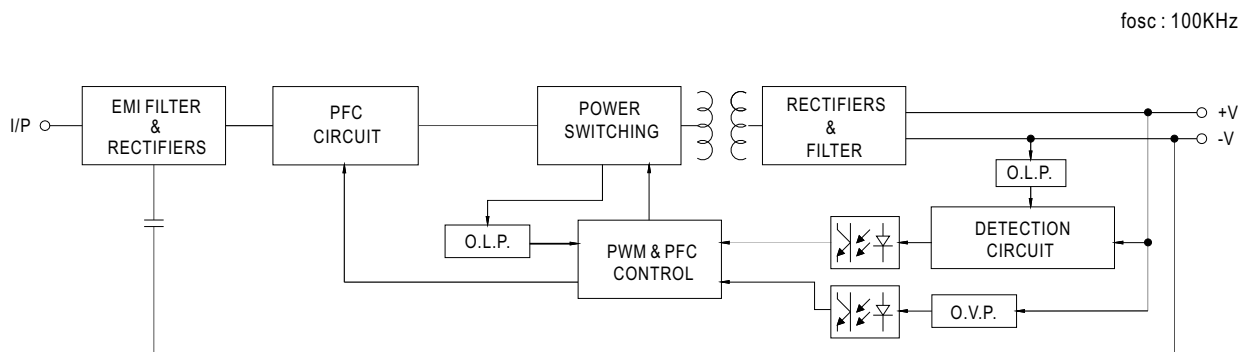 fosc : 100KHz
I/P
EMI FILTER
&
RECTIFIERS
PFC
CIRCUIT
POWER
SWITCHING
RECTIFIERS
&
FILTER
+V
-V
O.L.P.
O.L.P.
PWM & PFC
CONTROL
DETECTION
CIRCUIT
O.V.P.